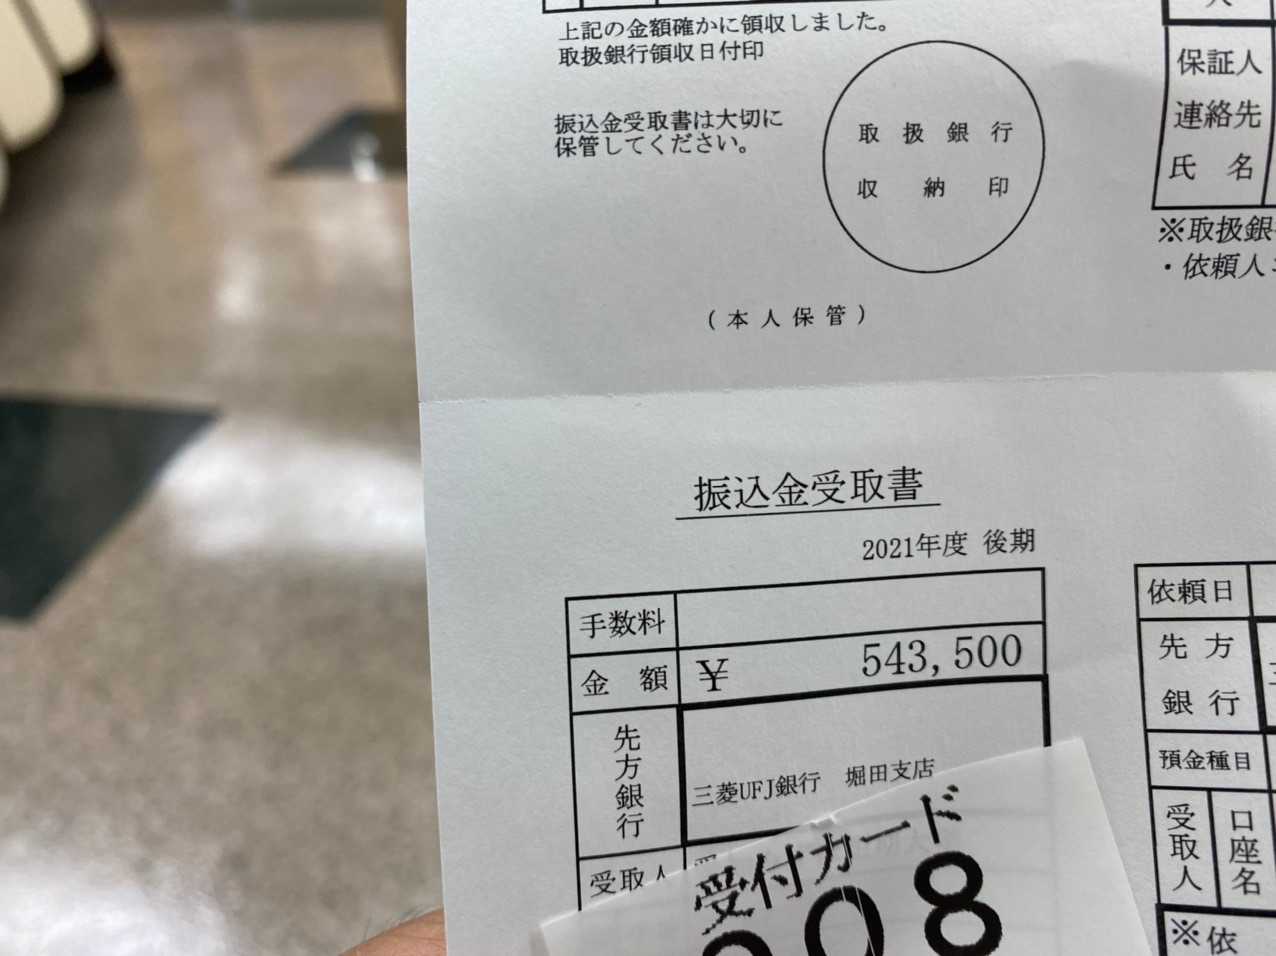 上記の金額確かに領収しました。
取扱銀行領収日付印
振込金受取書は大切に
保管してください。
取扱銀行
収納印
(本人保管)
保証人
連絡先
氏名
※取扱銀
・依頼人
振込金受取書
2021年度 後期
手数料
金額 ¥ 543,500
先方銀行 三菱UFJ銀行 堀田支店
受取人
依頼日
先方
銀行
預金種目
受取人 口座名
※依
受付カード
8